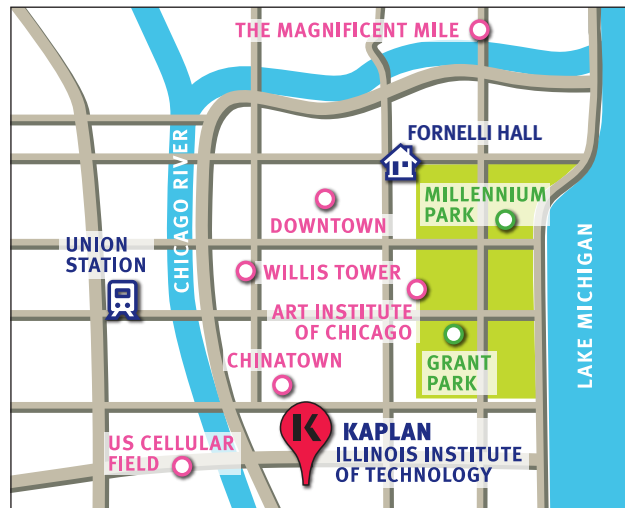 THE MAGNIFICENT MILE
FORNELLI HALL
CHICAGO RIVER
MILLENNIUM
PARK
DOWNTOWN
UNION
STATION
WILLIS TOWER
ART INSTITUTE
OF CHICAGO
LAKE MICHIGAN
CHINATOWN
GRANT
PARK
K
KAPLAN
ILLINOIS INSTITUTE
OF TECHNOLOGY
US CELLULAR
FIELD